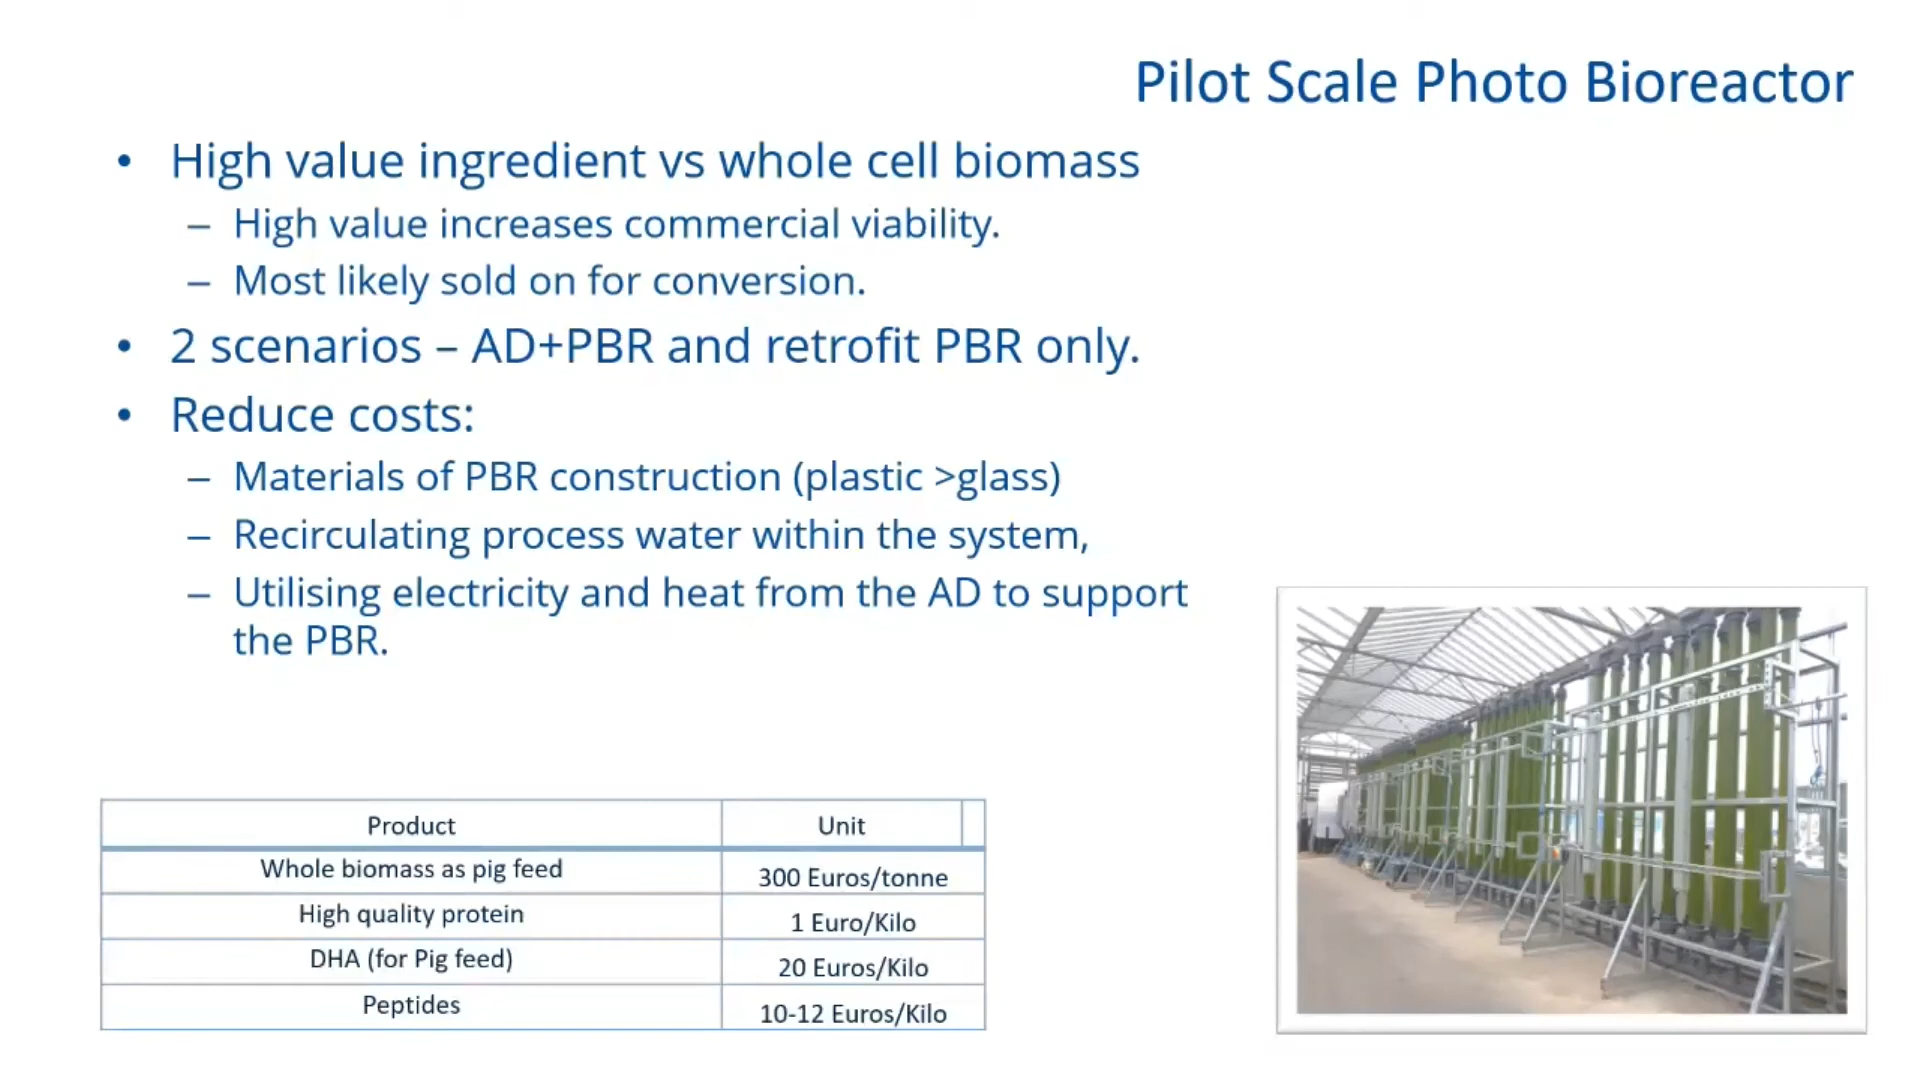 Pilot Scale Photo Bioreactor
• High value ingredient vs whole cell biomass
– High value increases commercial viability.
– Most likely sold on for conversion.
• 2 scenarios – AD+PBR and retrofit PBR only.
• Reduce costs:
– Materials of PBR construction (plastic >glass)
– Recirculating process water within the system,
– Utilising electricity and heat from the AD to support
the PBR.
Product Unit
Whole biomass as pig feed 300 Euros/tonne
High quality protein 1 Euro/Kilo
DHA (for Pig feed) 20 Euros/Kilo
Peptides 10-12 Euros/Kilo